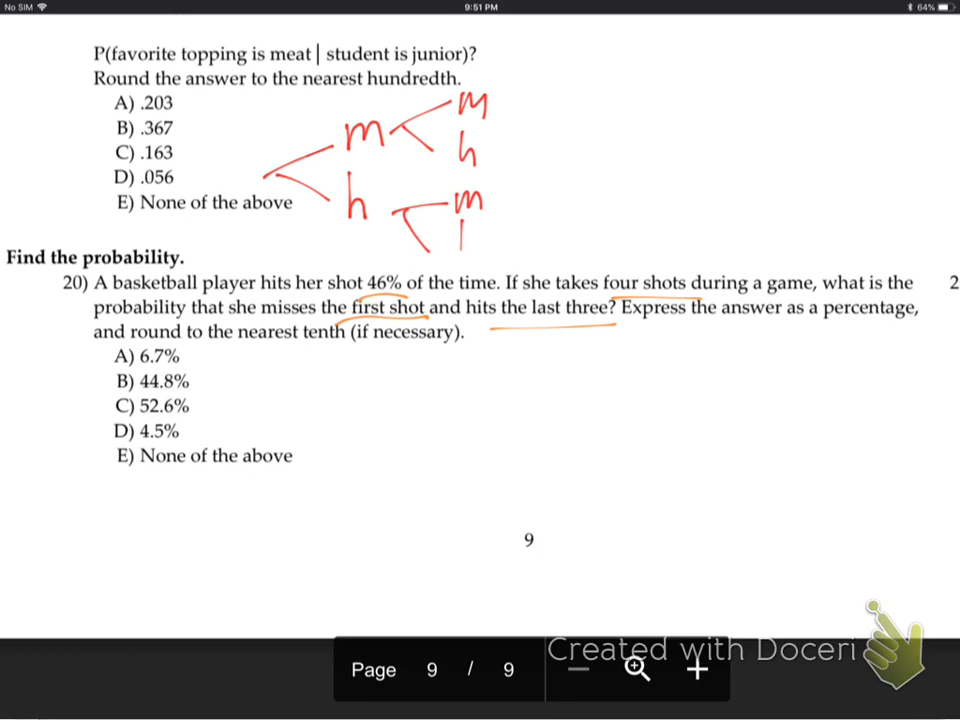 No SIM 9:51 PM 64%
P(favorite topping is meat | student is junior)?
Round the answer to the nearest hundredth.
A) .203
B) .367
C) .163
D) .056
E) None of the above
m
h
m
h
m
Find the probability.
20) A basketball player hits her shot 46% of the time. If she takes four shots during a game, what is the 2
probability that she misses the first shot and hits the last three? Express the answer as a percentage,
and round to the nearest tenth (if necessary).
A) 6.7%
B) 44.8%
C) 52.6%
D) 4.5%
E) None of the above
9
Created with Doceri
Page 9 / 9